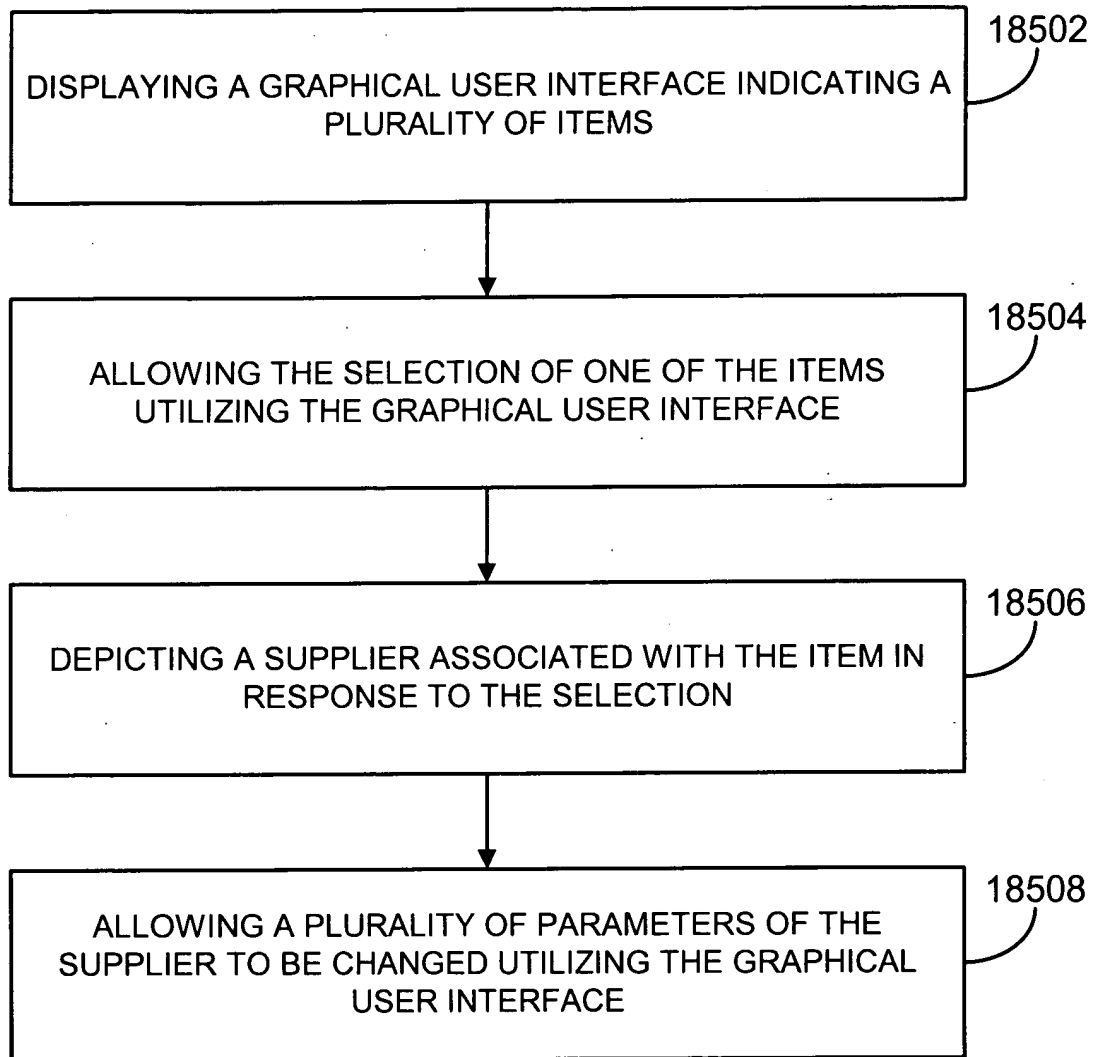 18502
DISPLAYING A GRAPHICAL USER INTERFACE INDICATING A
PLURALITY OF ITEMS
18504
ALLOWING THE SELECTION OF ONE OF THE ITEMS
UTILIZING THE GRAPHICAL USER INTERFACE
18506
DEPICTING A SUPPLIER ASSOCIATED WITH THE ITEM IN
RESPONSE TO THE SELECTION
18508
ALLOWING A PLURALITY OF PARAMETERS OF THE
SUPPLIER TO BE CHANGED UTILIZING THE GRAPHICAL
USER INTERFACE